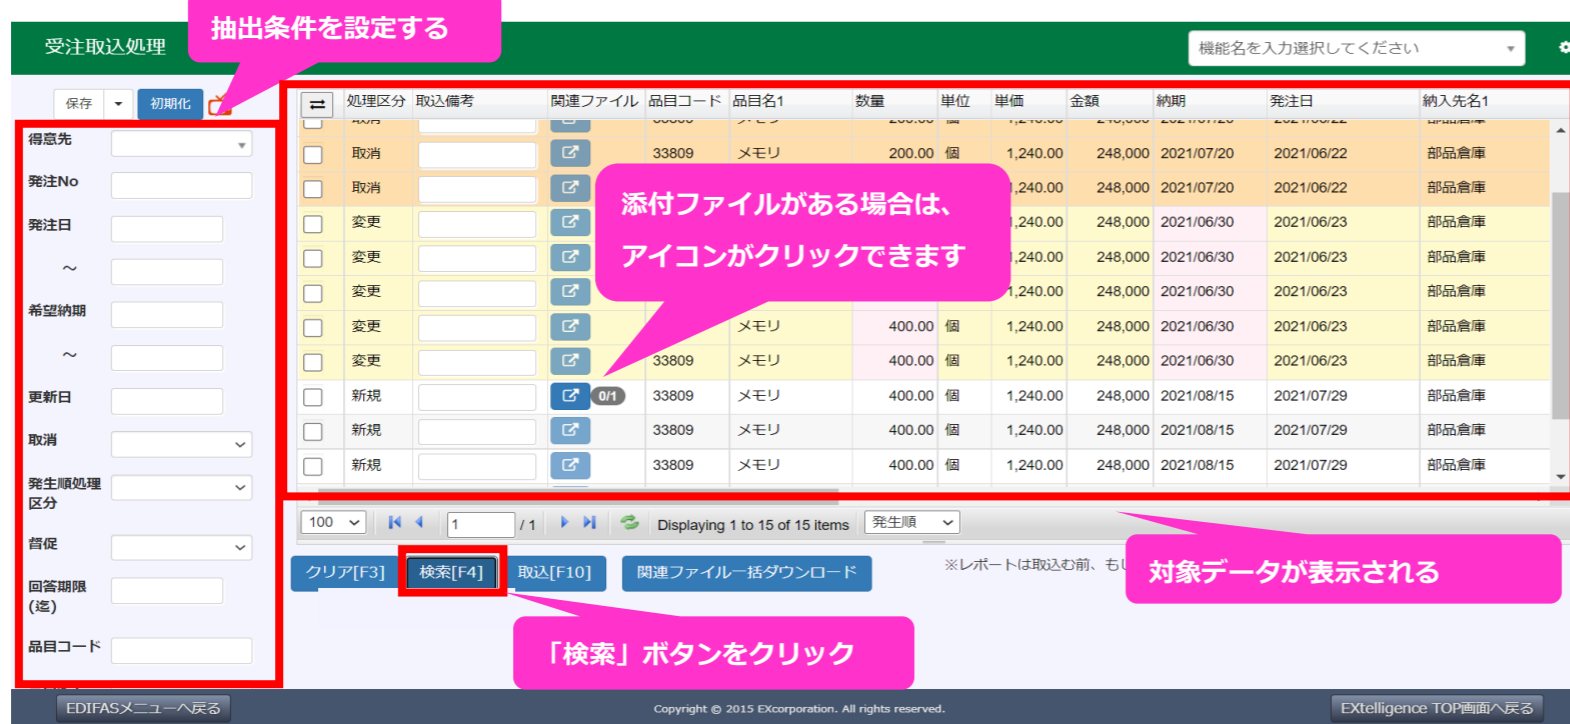 抽出条件を設定する
受注取込処理
機能名を入力選択してください
保存
初期化
処理区分 取込備考 関連ファイル 品目コード 品目名1 数量 単位 単価 金額 納期 発注日 納入先名1
取消 33809 メモリ 200.00 個 1,240.00 248,000 2021/07/20 2021/06/22 部品倉庫
取消 1,240.00 248,000 2021/07/20 2021/06/22 部品倉庫
変更 1,240.00 248,000 2021/06/30 2021/06/23 部品倉庫
変更 1,240.00 248,000 2021/06/30 2021/06/23 部品倉庫
変更 1,240.00 248,000 2021/06/30 2021/06/23 部品倉庫
変更 メモリ 400.00 個 1,240.00 248,000 2021/06/30 2021/06/23 部品倉庫
変更 33809 メモリ 400.00 個 1,240.00 248,000 2021/06/30 2021/06/23 部品倉庫
新規 0/1 33809 メモリ 400.00 個 1,240.00 248,000 2021/08/15 2021/07/29 部品倉庫
新規 33809 メモリ 400.00 個 1,240.00 248,000 2021/08/15 2021/07/29 部品倉庫
新規 33809 メモリ 400.00 個 1,240.00 248,000 2021/08/15 2021/07/29 部品倉庫
添付ファイルがある場合は、
アイコンがクリックできます
得意先
発注No
発注日
～
希望納期
～
更新日
取消
発生順処理
区分
督促
回答期限
(迄)
品目コード
100 1 / 1 Displaying 1 to 15 of 15 items 発生順
クリア[F3] 検索[F4] 取込[F10] 関連ファイル一括ダウンロード ※レポートは取込む前、もし
対象データが表示される
「検索」ボタンをクリック
EDIFASメニューへ戻る
Copyright © 2015 EXcorporation. All rights reserved.
EXtelligence TOP画面へ戻る